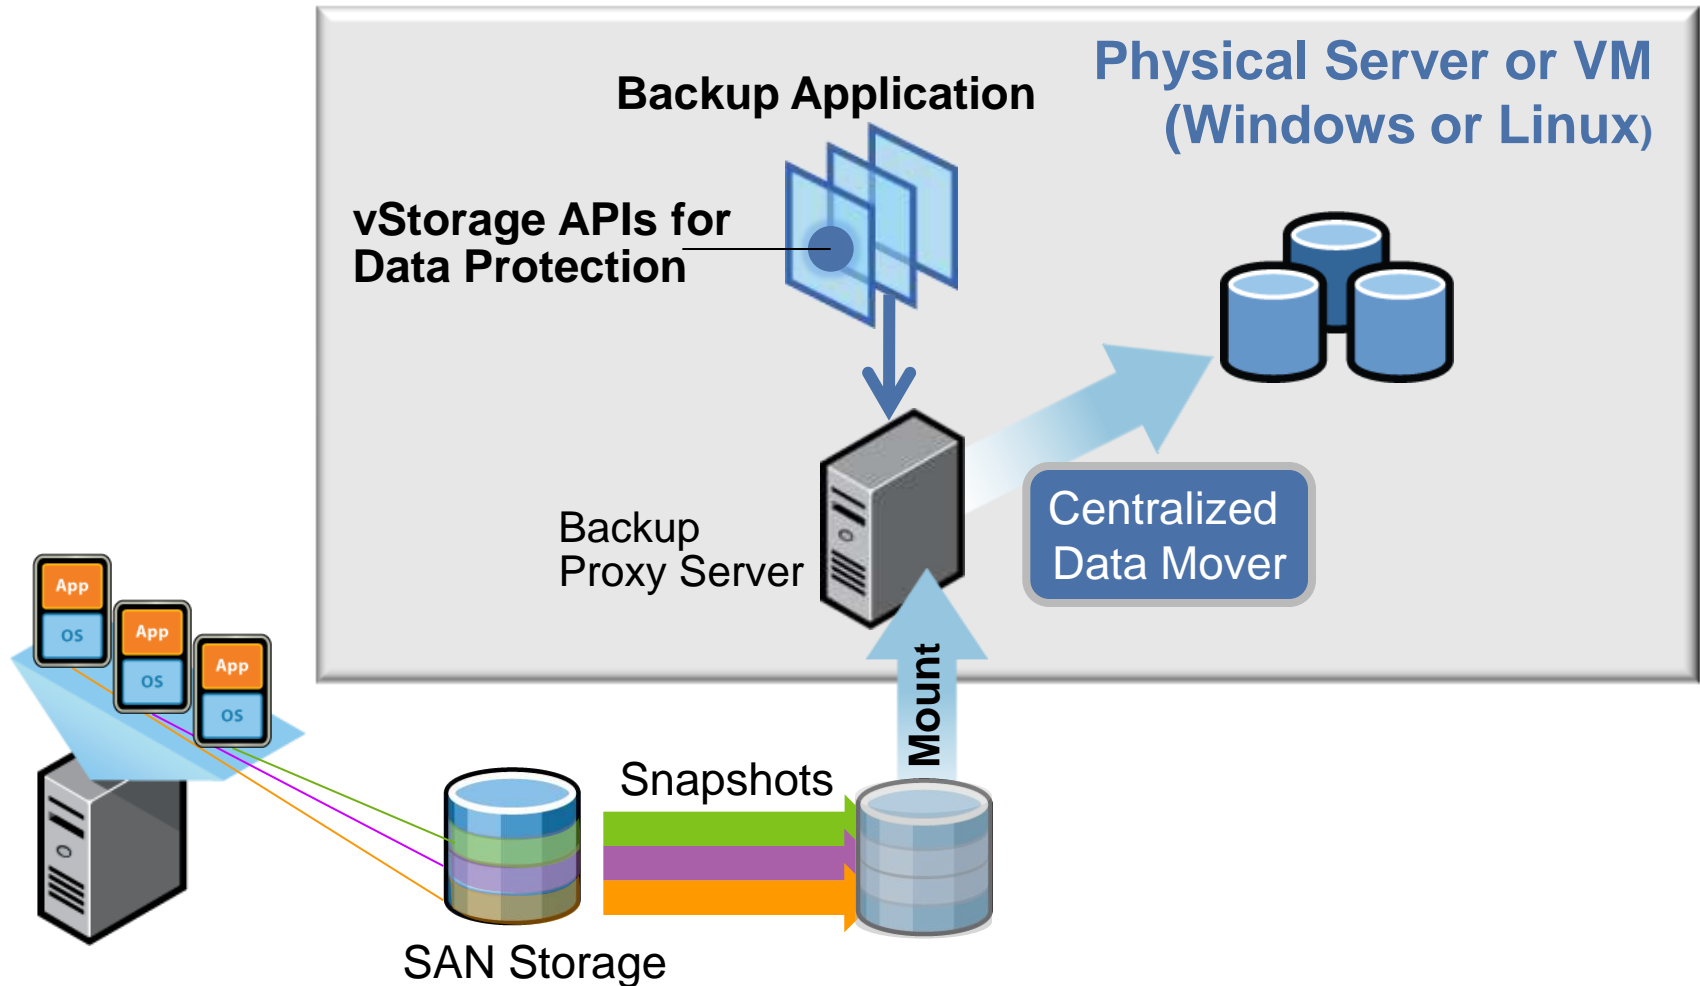 Physical Server or VM
(Windows or Linux)
Backup Application
vStorage APIs for
Data Protection
Centralized
Data Mover
Backup
Proxy Server
App
OS
App
OS
App
OS
Mount
Snapshots
SAN Storage